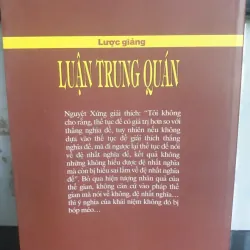 Lược giảng
LUẬN TRUNG QUÁN
Nguyệt Xứng giải thích: "Tôi không
cho rằng, thế tục đế có giá trị hơn so với
thắng nghĩa đế, tuy nhiên nếu không
dựa vào thế tục đế giải thích thắng
nghĩa đế, mà đi ngược lại thế tục đế nói
về đệ nhất nghĩa đế, kết quả không
những không hiểu được đệ nhất nghĩa
mà còn bị hiểu sai lầm về đệ nhất nghĩa
đế". Bỏ qua hiện tượng nhân quả của
thế gian, không căn cứ vào pháp thế
gian mà nói về không, đệ nhất nghĩa...
thì ý nghĩa của khái niệm không đó bị
bóp méo...